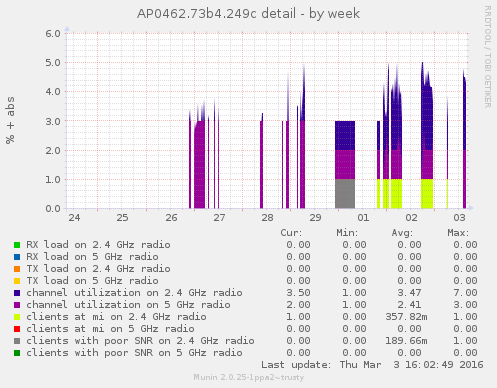 AP0462.73b4.249c detail - by week
RRDTOOL / TOBI OETIKER
% + abs
6.0
5.0
4.0
3.0
2.0
1.0
0.0
24 25 26 27 28 29 01 02 03
Cur: Min: Avg: Max:
RX load on 2.4 GHz radio 0.00 0.00 0.00 0.00
RX load on 5 GHz radio 0.00 0.00 0.00 0.00
TX load on 2.4 GHz radio 0.00 0.00 0.00 0.00
TX load on 5 GHz radio 0.00 0.00 0.00 0.00
channel utilization on 2.4 GHz radio 3.50 1.00 3.47 7.00
channel utilization on 5 GHz radio 2.00 1.00 2.41 3.00
clients at mi on 2.4 GHz radio 1.00 0.00 357.82m 1.00
clients at mi on 5 GHz radio 0.00 0.00 0.00 0.00
clients with poor SNR on 2.4 GHz radio 0.00 0.00 189.66m 1.00
clients with poor SNR on 5 GHz radio 0.00 0.00 0.00 0.00
Last update: Thu Mar 3 16:02:49 2016
Munin 2.0.25-1ppa2~trusty